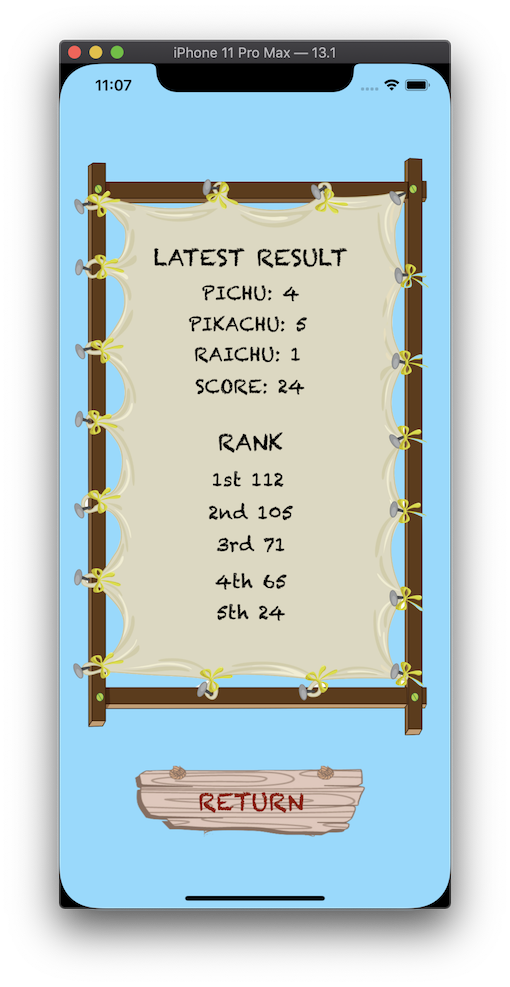 iPhone 11 Pro Max — 13.1
11:07
LATEST RESULT
PICHU: 4
PIKACHU: 5
RAICHU: 1
SCORE: 24
RANK
1st 112
2nd 105
3rd 71
4th 65
5th 24
RETURN